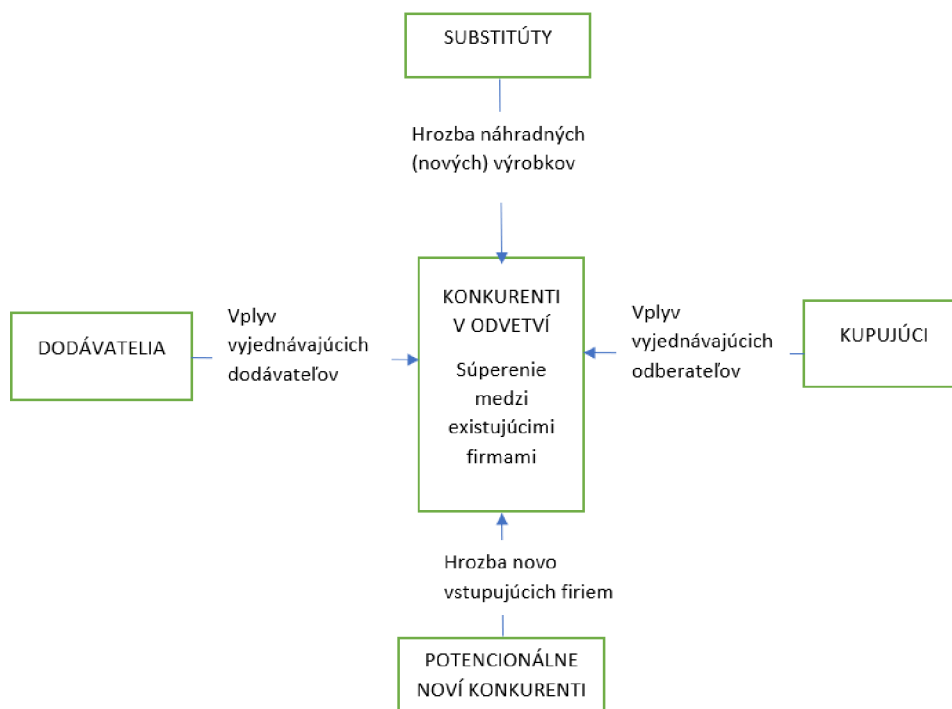 SUBSTITÚTY
Hrozba náhradných
(nových) výrobkov
DODÁVATELIA
Vplyv
vyjednávajúcich
dodávateľov
KONKURENTI
V ODVETVÍ
Súperenie
medzi
existujúcimi
firmami
Vplyv
vyjednávajúcich
odberateľov
KUPUJÚCI
Hrozba novo
vstupujúcich firiem
POTENCIONÁLNE
NOVÍ KONKURENTI